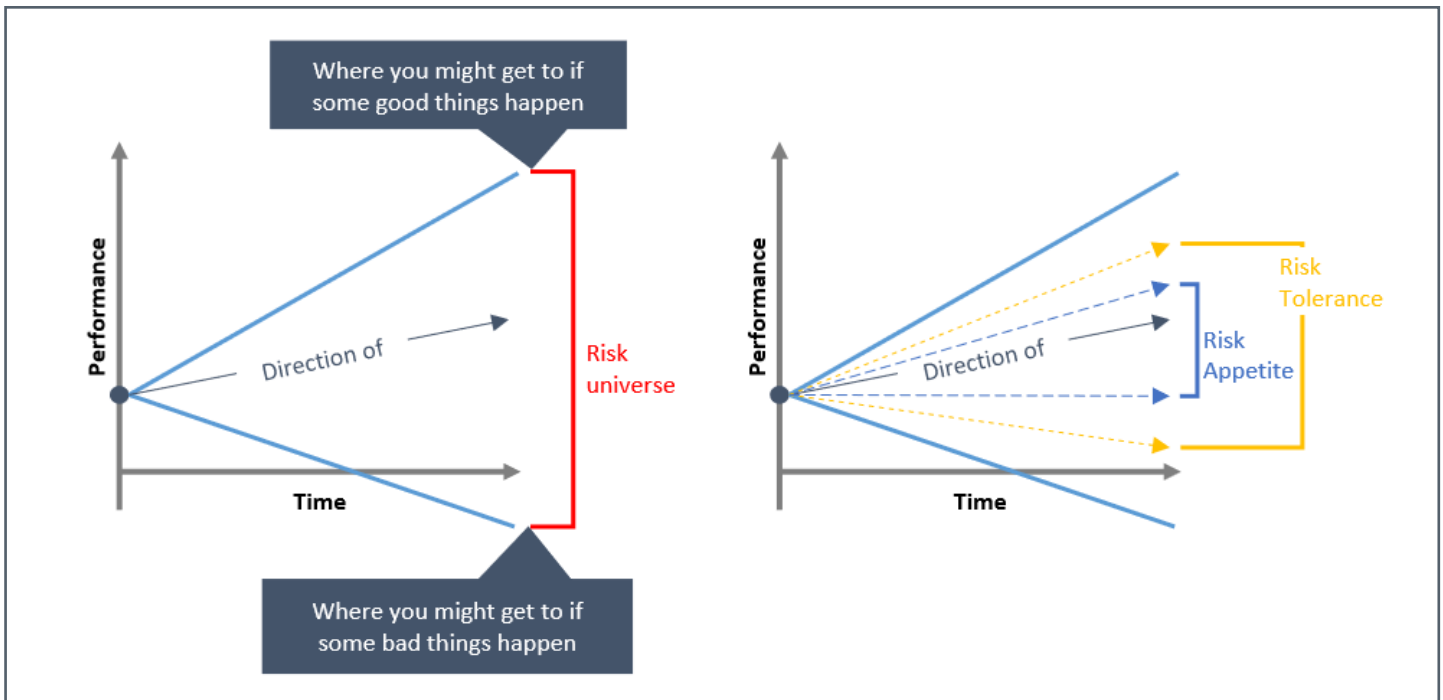 Where you might get to if
some good things happen
Performance
Direction of
Risk
universe
Time
Where you might get to if
some bad things happen
Performance
Direction of
Risk
Tolerance
Risk
Appetite
Time